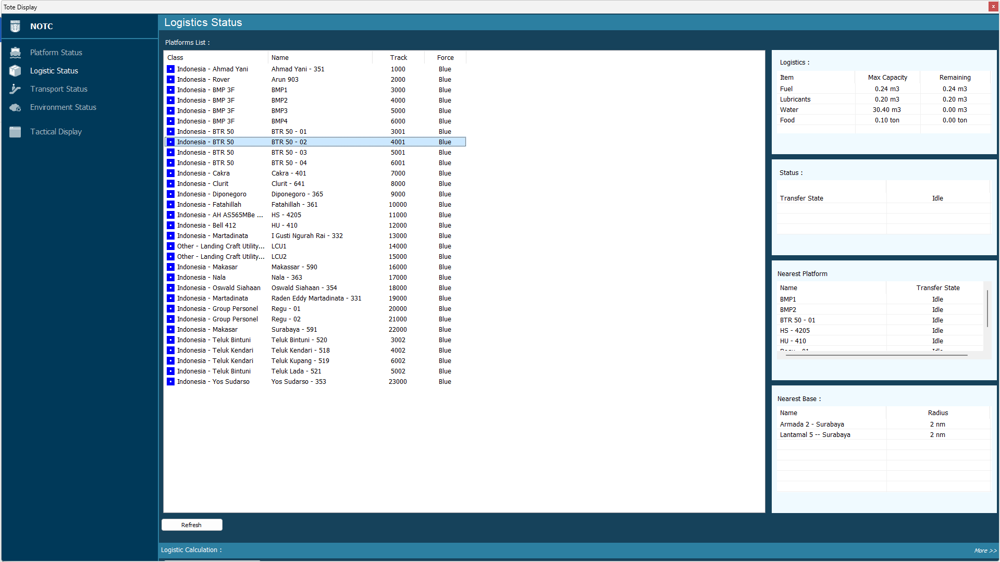 Tote Display
NOTC
Platform Status
Logistic Status
Transport Status
Environment Status
Tactical Display
Logistics Status
Platforms List :
Class Name Track Force
Indonesia - Ahmad Yani Ahmad Yani - 351 1000 Blue
Indonesia - Rover Arun 903 2000 Blue
Indonesia - BMP 3F BMP1 3000 Blue
Indonesia - BMP 3F BMP2 4000 Blue
Indonesia - BMP 3F BMP3 5000 Blue
Indonesia - BMP 3F BMP4 6000 Blue
Indonesia - BTR 50 BTR 50 - 01 3001 Blue
Indonesia - BTR 50 BTR 50 - 02 4001 Blue
Indonesia - BTR 50 BTR 50 - 03 5001 Blue
Indonesia - BTR 50 BTR 50 - 04 6001 Blue
Indonesia - Cakra Cakra - 401 7000 Blue
Indonesia - Clurit Clurit - 641 8000 Blue
Indonesia - Diponegoro Diponegoro - 365 9000 Blue
Indonesia - Fatahillah Fatahillah - 361 10000 Blue
Indonesia - AH AS565MBe ... HS - 4205 11000 Blue
Indonesia - Bell 412 HU - 410 12000 Blue
Indonesia - Martadinata I Gusti Ngurah Rai - 332 13000 Blue
Other - Landing Craft Utility... LCU1 14000 Blue
Other - Landing Craft Utility... LCU2 15000 Blue
Indonesia - Makasar Makassar - 590 16000 Blue
Indonesia - Nala Nala - 363 17000 Blue
Indonesia - Oswald Siahaan Oswald Siahaan - 354 18000 Blue
Indonesia - Martadinata Raden Eddy Martadinata - 331 19000 Blue
Indonesia - Group Personel Regu - 01 20000 Blue
Indonesia - Group Personel Regu - 02 21000 Blue
Indonesia - Makasar Surabaya - 591 22000 Blue
Indonesia - Teluk Bintuni Teluk Bintuni - 520 3002 Blue
Indonesia - Teluk Kendari Teluk Kendari - 518 4002 Blue
Indonesia - Teluk Kendari Teluk Kupang - 519 6002 Blue
Indonesia - Teluk Bintuni Teluk Lada - 521 5002 Blue
Indonesia - Yos Sudarso Yos Sudarso - 353 23000 Blue
Refresh
Logistics :
Item Max Capacity Remaining
Fuel 0.24 m3 0.24 m3
Lubricants 0.20 m3 0.20 m3
Water 30.40 m3 0.00 m3
Food 0.10 ton 0.00 ton
Status :
Transfer State Idle
Nearest Platform
Name Transfer State
BMP1 Idle
BMP2 Idle
BTR 50 - 01 Idle
HS - 4205 Idle
HU - 410 Idle
Nearest Base :
Name Radius
Armada 2 - Surabaya 2 nm
Lantamal 5 -- Surabaya 2 nm
Logistic Calculation :
More >>